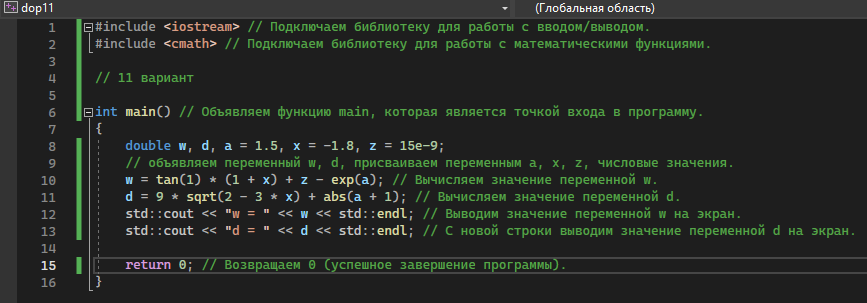 dop11 (Глобальная область)
1 #include <iostream> // Подключаем библиотеку для работы с вводом/выводом.
2 #include <cmath> // Подключаем библиотеку для работы с математическими функциями.
3
4 // 11 вариант
5
6 int main() // Объявляем функцию main, которая является точкой входа в программу.
7 {
8 double w, d, a = 1.5, x = -1.8, z = 15e-9;
9 // объявляем переменный w, d, присваиваем переменным a, x, z, числовые значения.
10 w = tan(1) * (1 + x) + z - exp(a); // Вычисляем значение переменной w.
11 d = 9 * sqrt(2 - 3 * x) + abs(a + 1); // Вычисляем значение переменной d.
12 std::cout << "w = " << w << std::endl; // Выводим значение переменной w на экран.
13 std::cout << "d = " << d << std::endl; // С новой строки выводим значение переменной d на экран.
14
15 return 0; // Возвращаем 0 (успешное завершение программы).
16 }